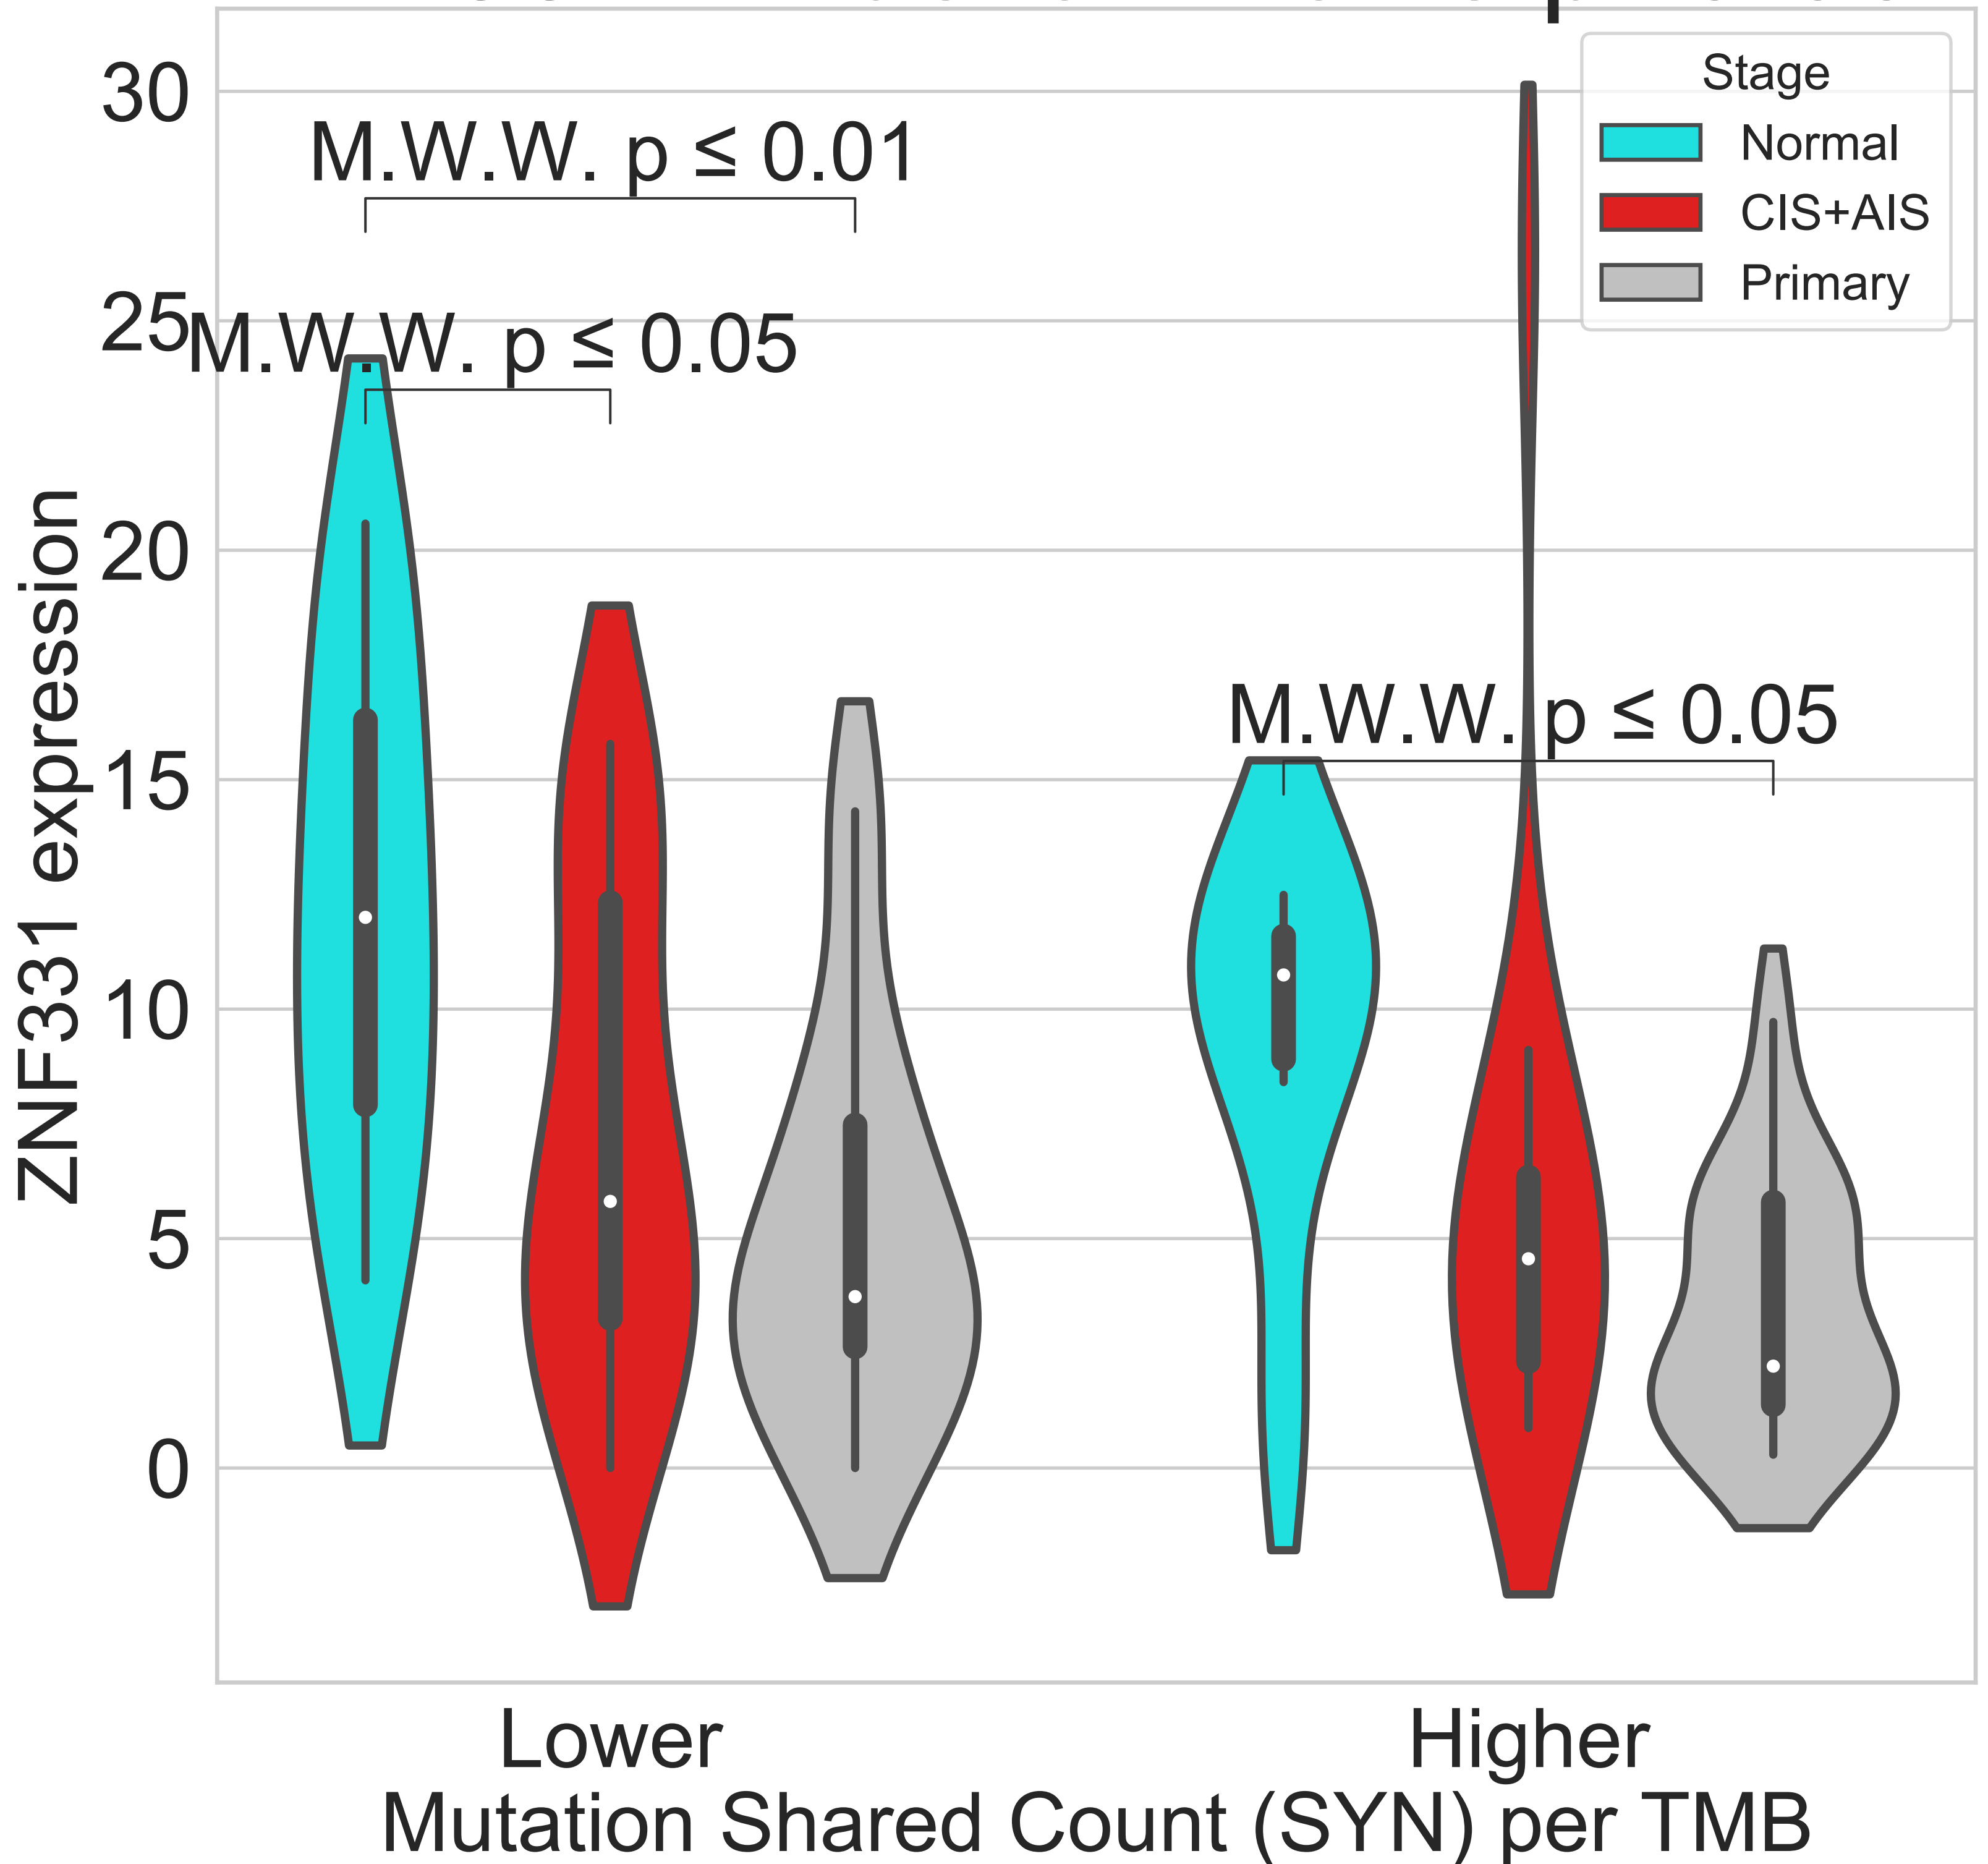 Stage
Normal
CIS+AIS
Primary
30
25
20
15
10
5
0
ZNF331 expression
M.W.W. p ≤ 0.01
M.W.W. p ≤ 0.05
M.W.W. p ≤ 0.05
Lower
Higher
Mutation Shared Count (SYN) per TMB